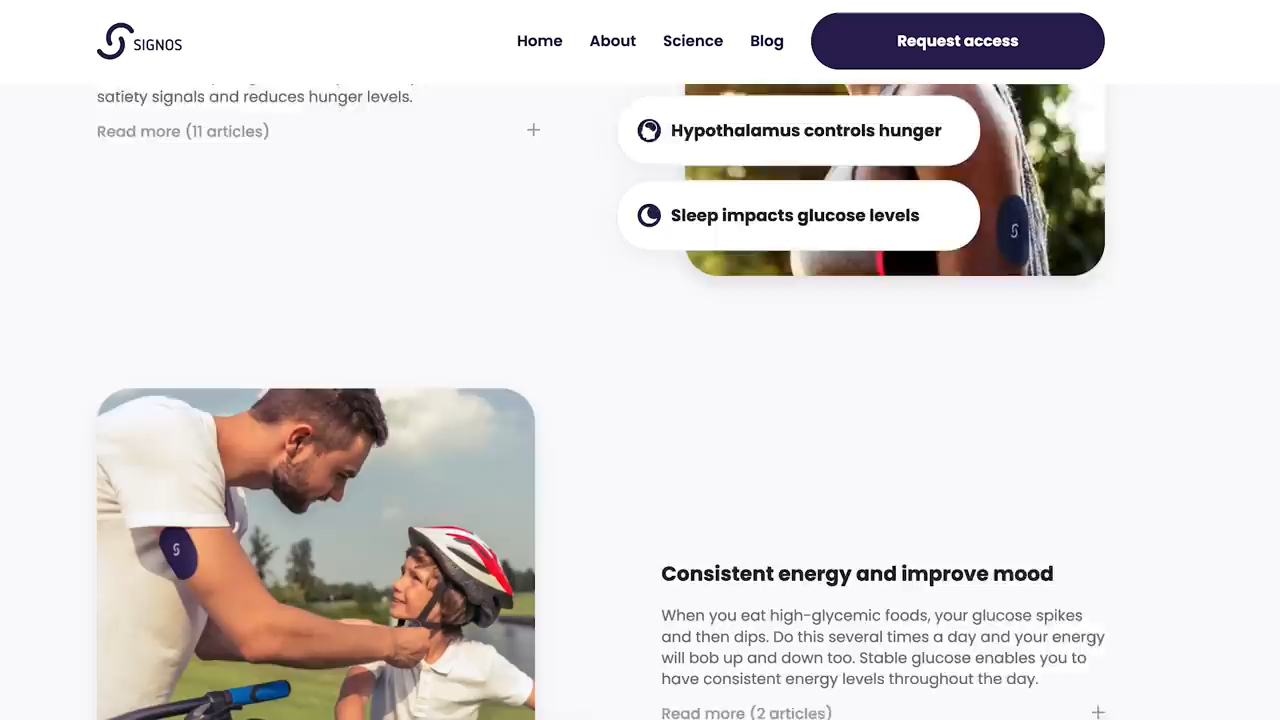 SIGNOS
Home
About
Science
Blog
Request access
satiety signals and reduces hunger levels.
Read more (11 articles)
Hypothalamus controls hunger
Sleep impacts glucose levels
Consistent energy and improve mood
When you eat high-glycemic foods, your glucose spikes
and then dips. Do this several times a day and your energy
will bob up and down too. Stable glucose enables you to
have consistent energy levels throughout the day.
Read more (2 articles)